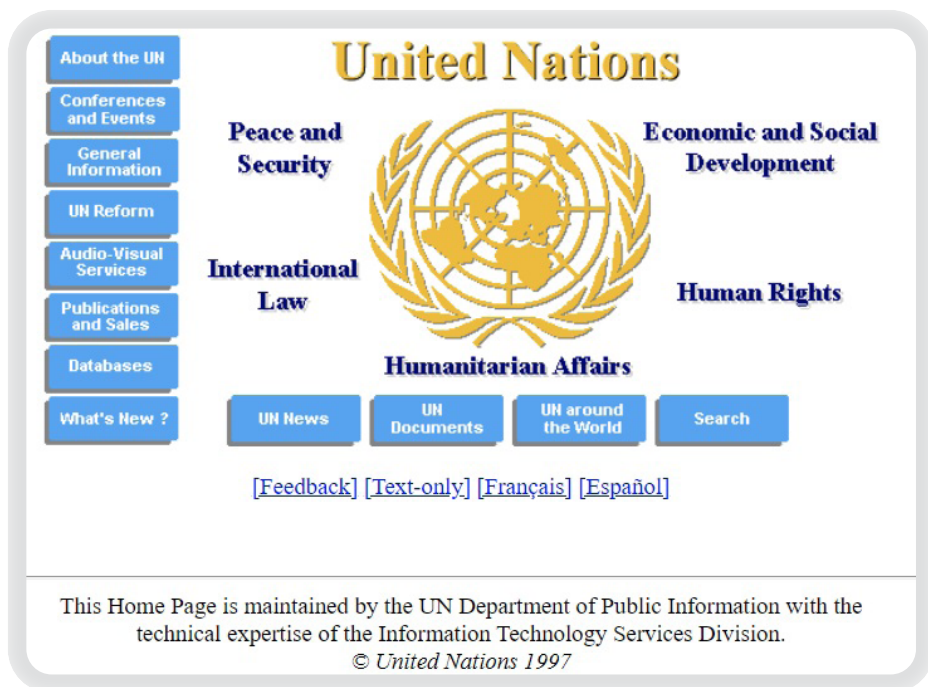 United Nations
About the UN
Conferences
and Events
General
Information
UN Reform
Audio-Visual
Services
Publications
and Sales
Databases
What's New ?
Peace and
Security
Economic and Social
Development
International
Law
Human Rights
Humanitarian Affairs
UN News
UN
Documents
UN around
the World
Search
[Feedback] [Text-only] [Français] [Español]
This Home Page is maintained by the UN Department of Public Information with the
technical expertise of the Information Technology Services Division.
© United Nations 1997